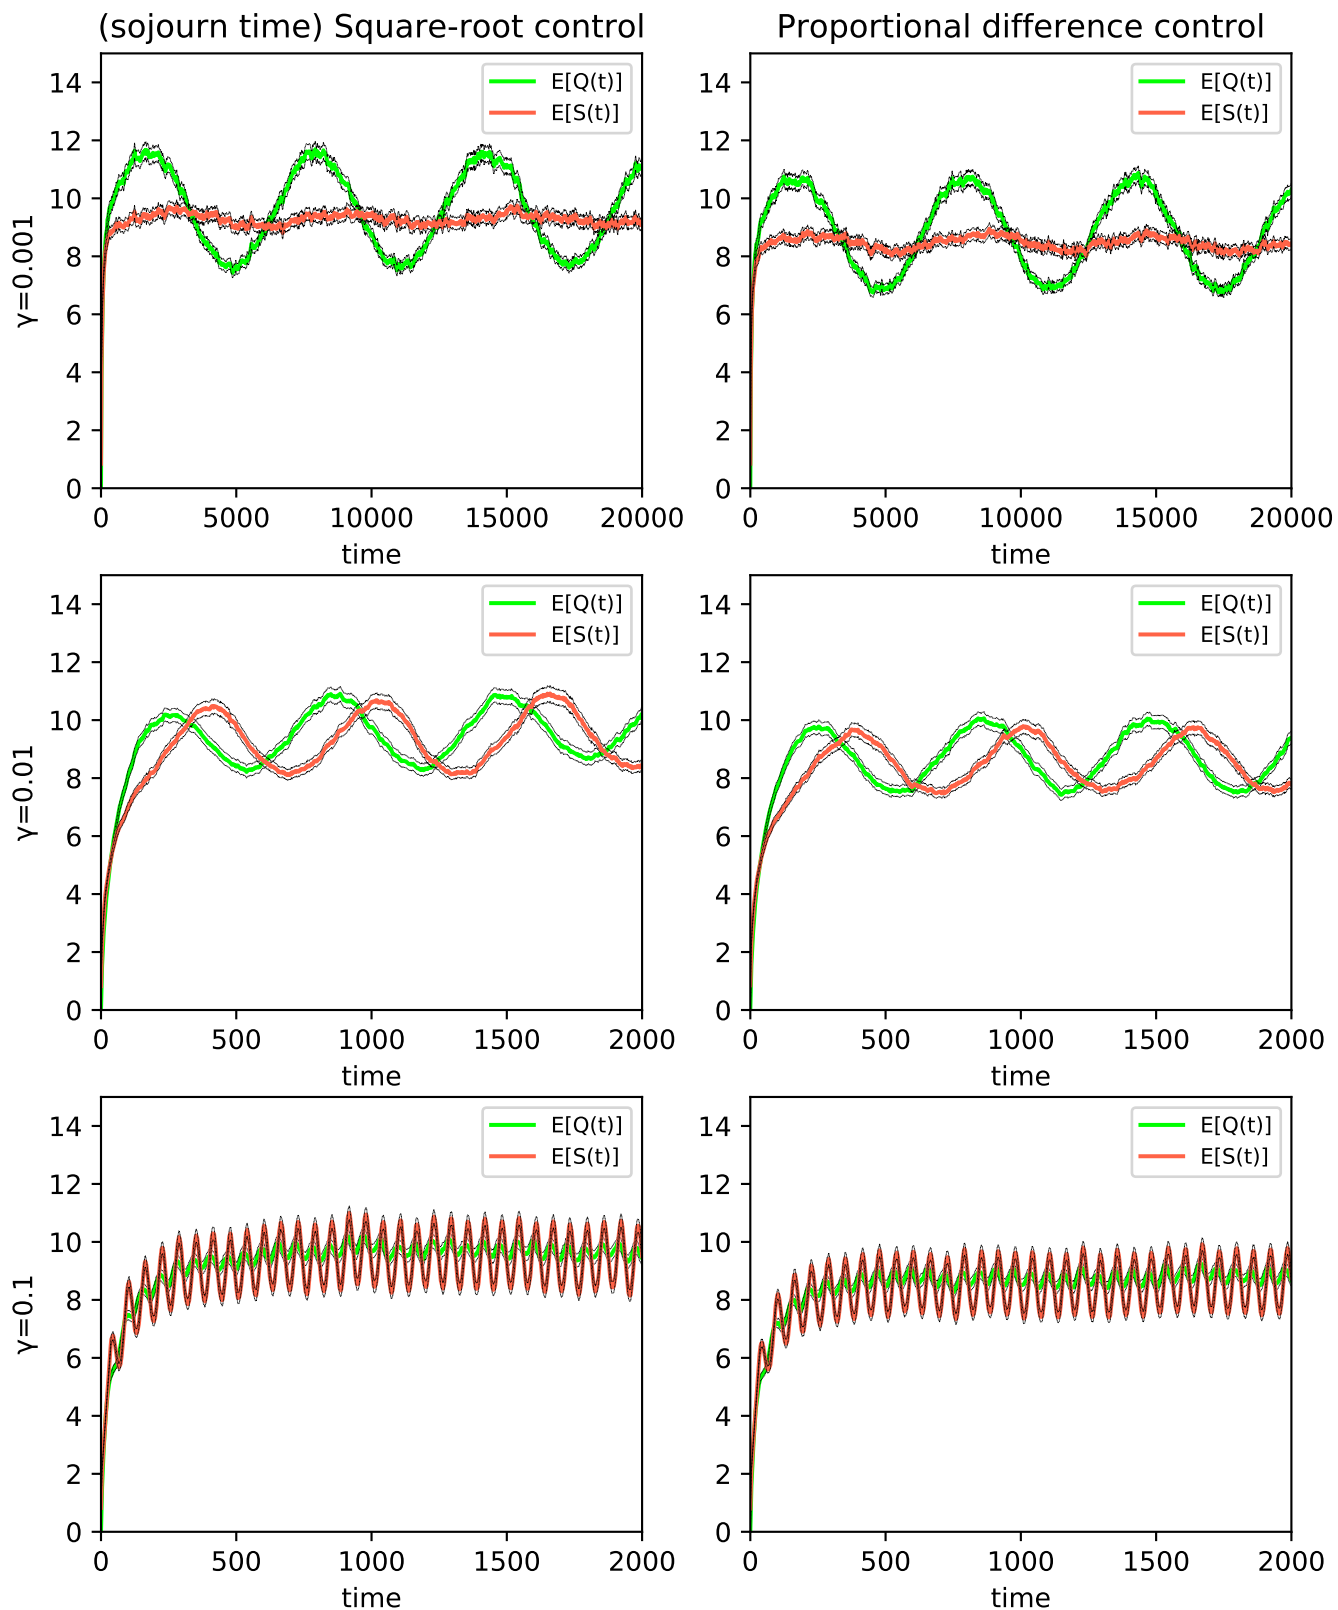 (sojourn time) Square-root control
Proportional difference control
γ=0.001
14
12
10
8
6
4
2
0
E[Q(t)]
E[S(t)]
0 5000 10000 15000 20000
time
14
12
10
8
6
4
2
0
E[Q(t)]
E[S(t)]
0 5000 10000 15000 20000
time
γ=0.01
14
12
10
8
6
4
2
0
E[Q(t)]
E[S(t)]
0 500 1000 1500 2000
time
14
12
10
8
6
4
2
0
E[Q(t)]
E[S(t)]
0 500 1000 1500 2000
time
γ=0.1
14
12
10
8
6
4
2
0
E[Q(t)]
E[S(t)]
0 500 1000 1500 2000
time
14
12
10
8
6
4
2
0
E[Q(t)]
E[S(t)]
0 500 1000 1500 2000
time